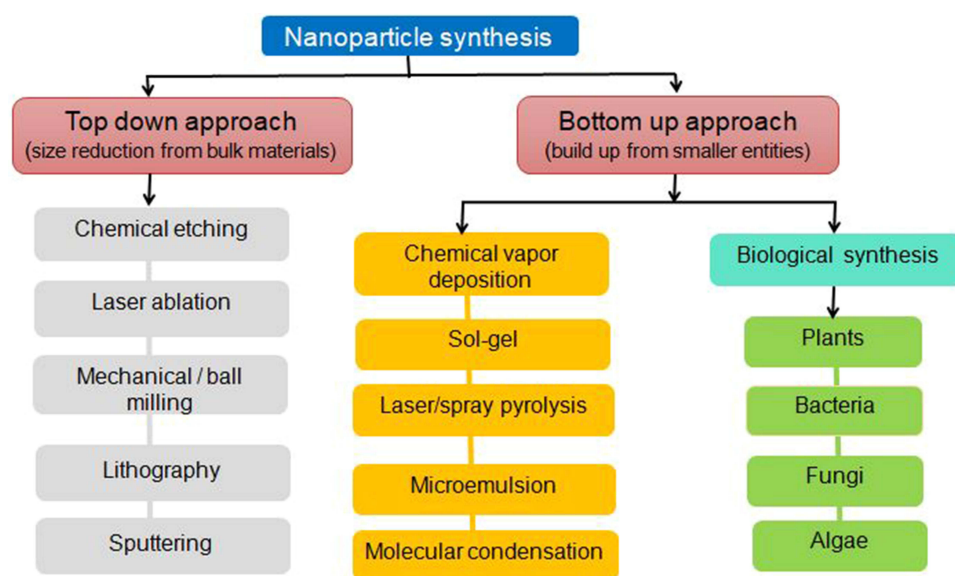 Nanoparticle synthesis
Top down approach
(size reduction from bulk materials)
Bottom up approach
(build up from smaller entities)
Chemical etching
Laser ablation
Mechanical / ball
milling
Lithography
Sputtering
Chemical vapor
deposition
Sol-gel
Laser/spray pyrolysis
Microemulsion
Molecular condensation
Biological synthesis
Plants
Bacteria
Fungi
Algae